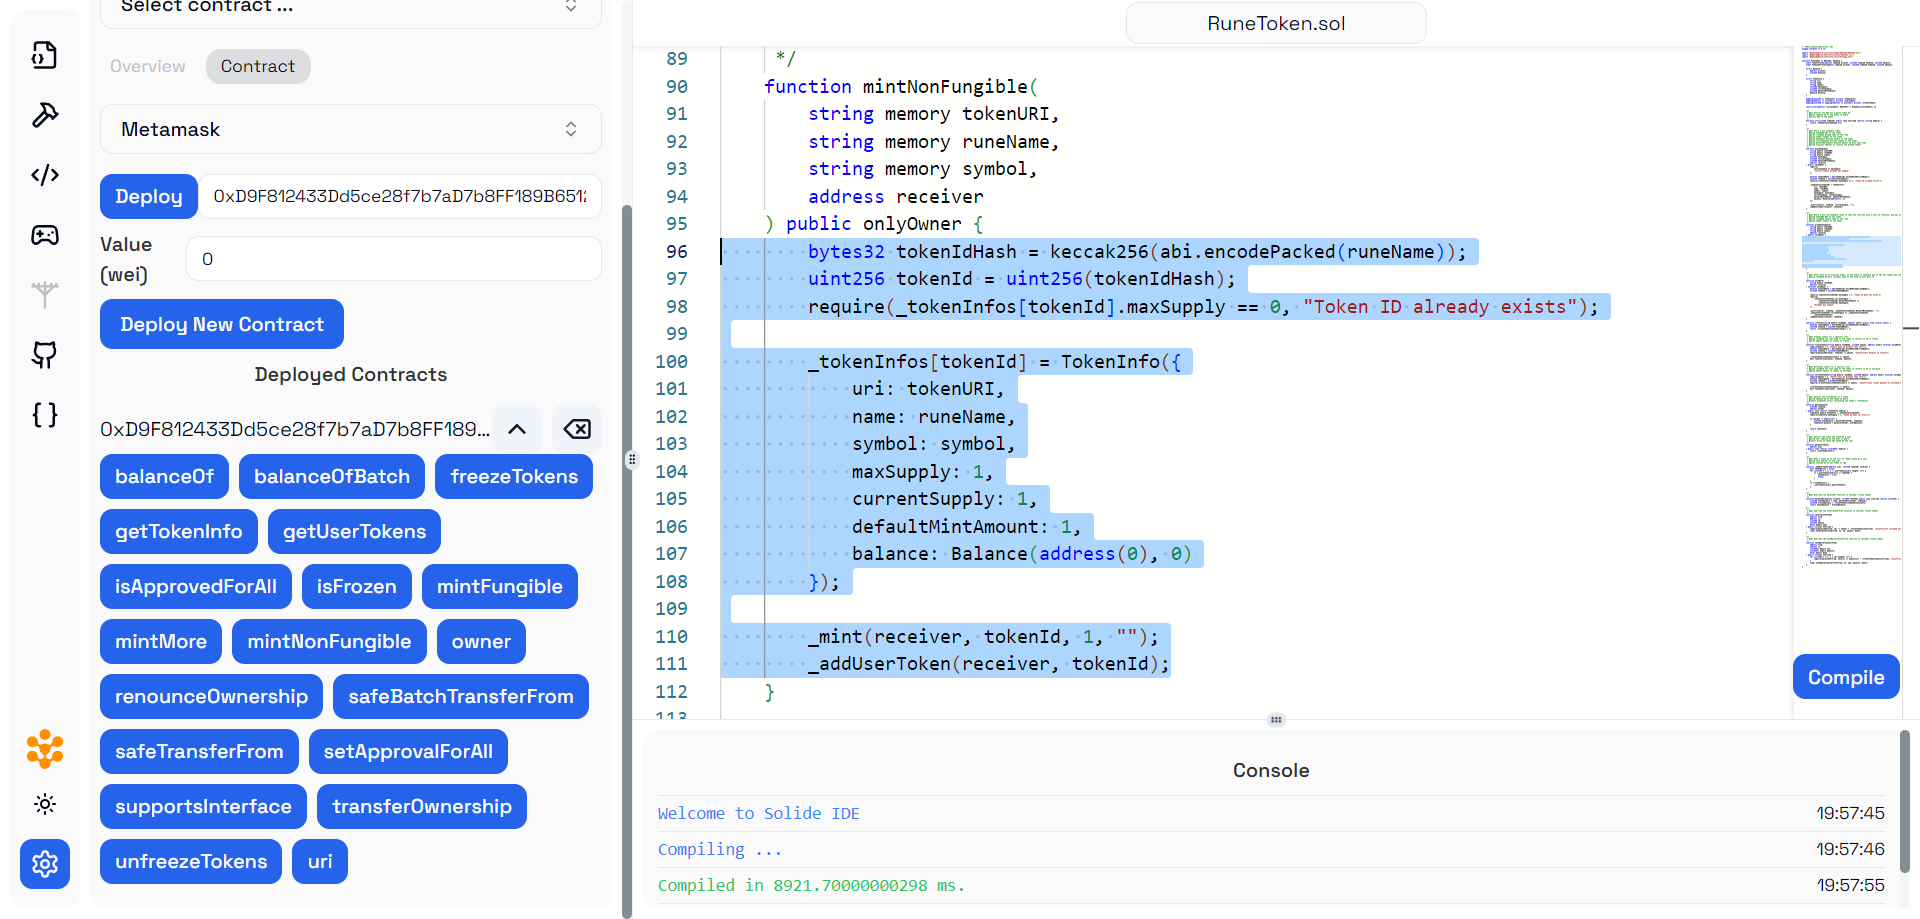 Select contract ...
Overview
Contract
Metamask
Deploy
0xD9F812433Dd5ce28f7b7aD7b8FF189B651
Value
(wei)
0
Deploy New Contract
Deployed Contracts
0xD9F812433Dd5ce28f7b7aD7b8FF189...
balanceOf
balanceOfBatch
freezeTokens
getTokenInfo
getUserTokens
isApprovedForAll
isFrozen
mintFungible
mintMore
mintNonFungible
owner
renounceOwnership
safeBatchTransferFrom
safeTransferFrom
setApprovalForAll
supportsInterface
transferOwnership
unfreezeTokens
uri
RuneToken.sol
89 */
90 function mintNonFungible(
91 string memory tokenURI,
92 string memory runeName,
93 string memory symbol,
94 address receiver
95 ) public onlyOwner {
96 bytes32 tokenIdHash = keccak256(abi.encodePacked(runeName));
97 uint256 tokenId = uint256(tokenIdHash);
98 require(_tokenInfos[tokenId].maxSupply == 0, "Token ID already exists");
99
100 _tokenInfos[tokenId] = TokenInfo({
101 uri: tokenURI,
102 name: runeName,
103 symbol: symbol,
104 maxSupply: 1,
105 currentSupply: 1,
106 defaultMintAmount: 1,
107 balance: Balance(address(0), 0)
108 });
109
110 _mint(receiver, tokenId, 1, "");
111 _addUserToken(receiver, tokenId);
112 }
113
Compile
Console
Welcome to Solide IDE 19:57:45
Compiling ... 19:57:46
Compiled in 8921.70000000298 ms. 19:57:55